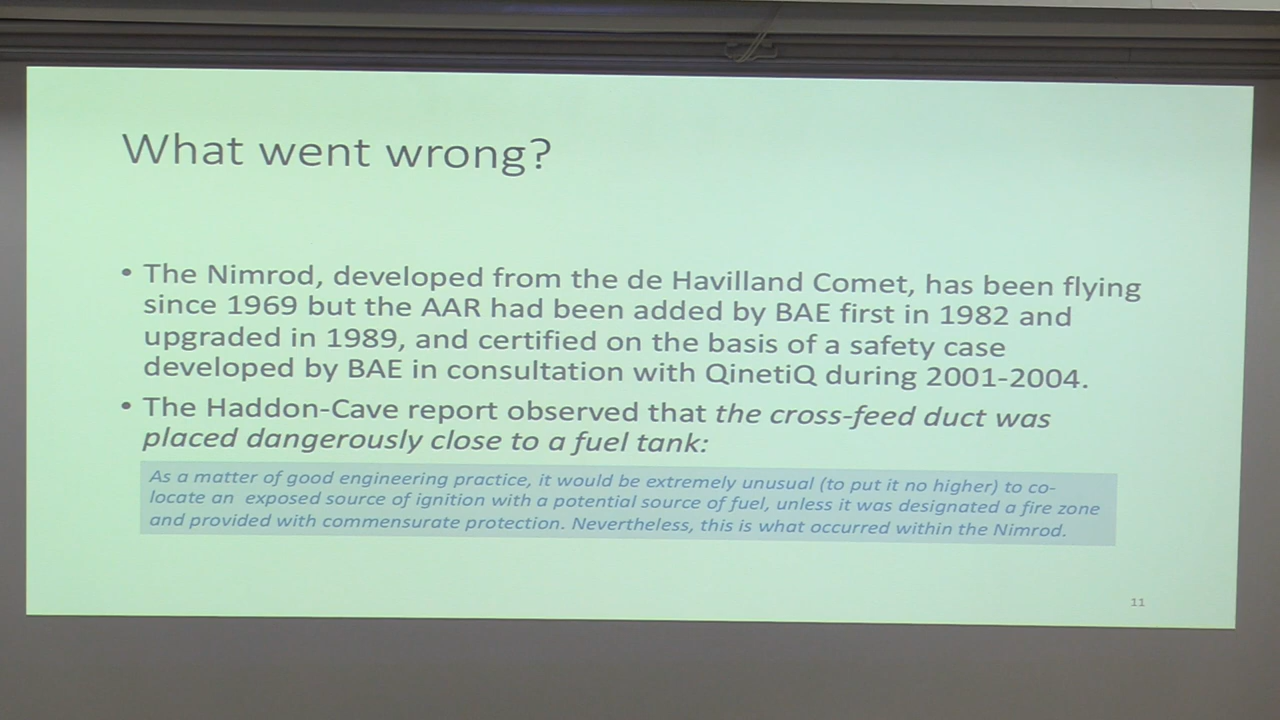 What went wrong?
• The Nimrod, developed from the de Havilland Comet, has been flying
since 1969 but the AAR had been added by BAE first in 1982 and
upgraded in 1989, and certified on the basis of a safety case
developed by BAE in consultation with QinetiQ during 2001-2004.
• The Haddon-Cave report observed that the cross-feed duct was
placed dangerously close to a fuel tank:
As a matter of good engineering practice, it would be extremely unusual (to put it no higher) to co-
locate an exposed source of ignition with a potential source of fuel, unless it was designated a fire zone
and provided with commensurate protection. Nevertheless, this is what occurred within the Nimrod.
11